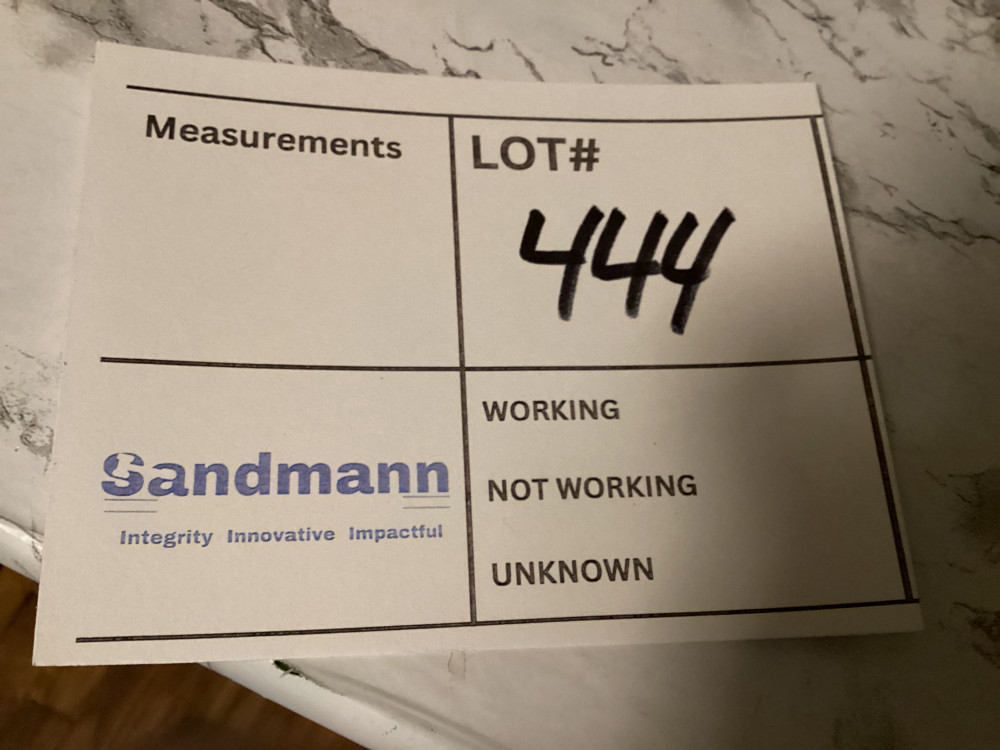 Measurements
LOT#
444
Sandmann
Integrity Innovative Impactful
WORKING
NOT WORKING
UNKNOWN